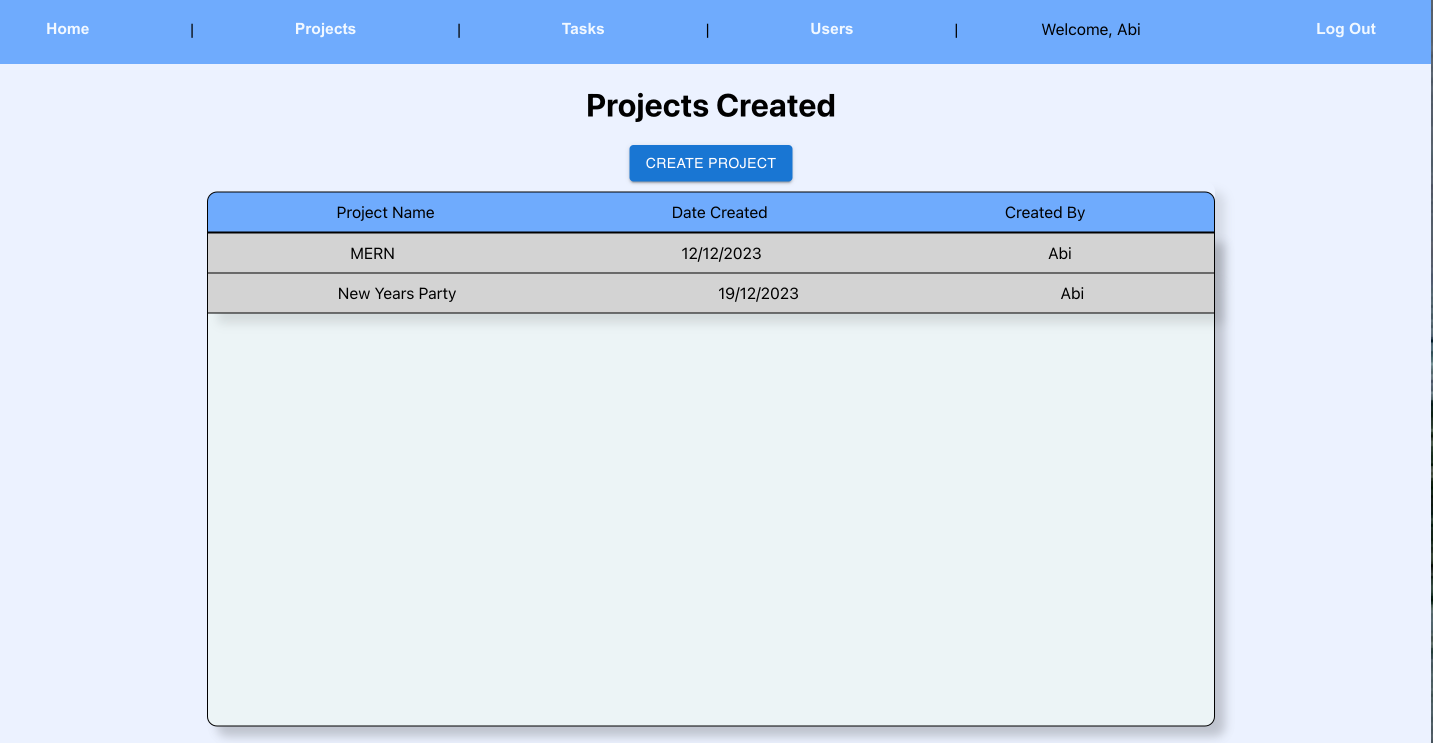 Home | Projects | Tasks | Users | Welcome, Abi Log Out
Projects Created
CREATE PROJECT
Project Name Date Created Created By
MERN 12/12/2023 Abi
New Years Party 19/12/2023 Abi